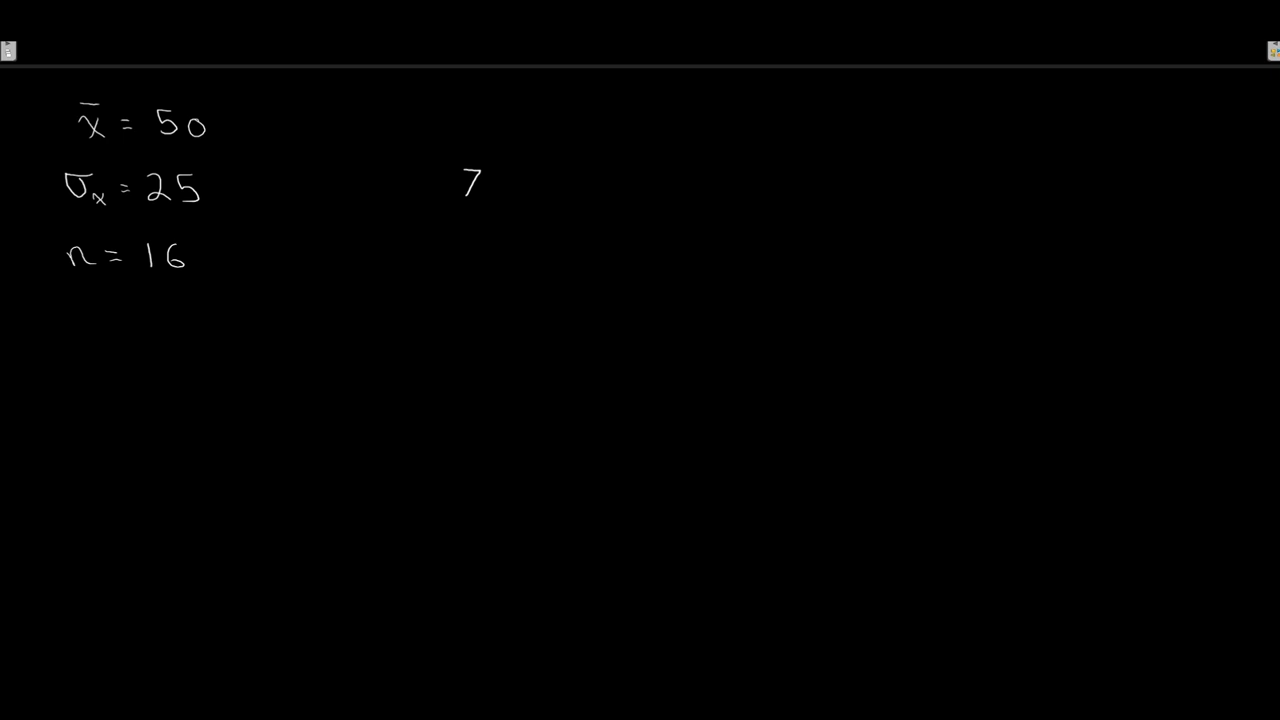 x̄ = 50
σₓ = 25
7
n = 16